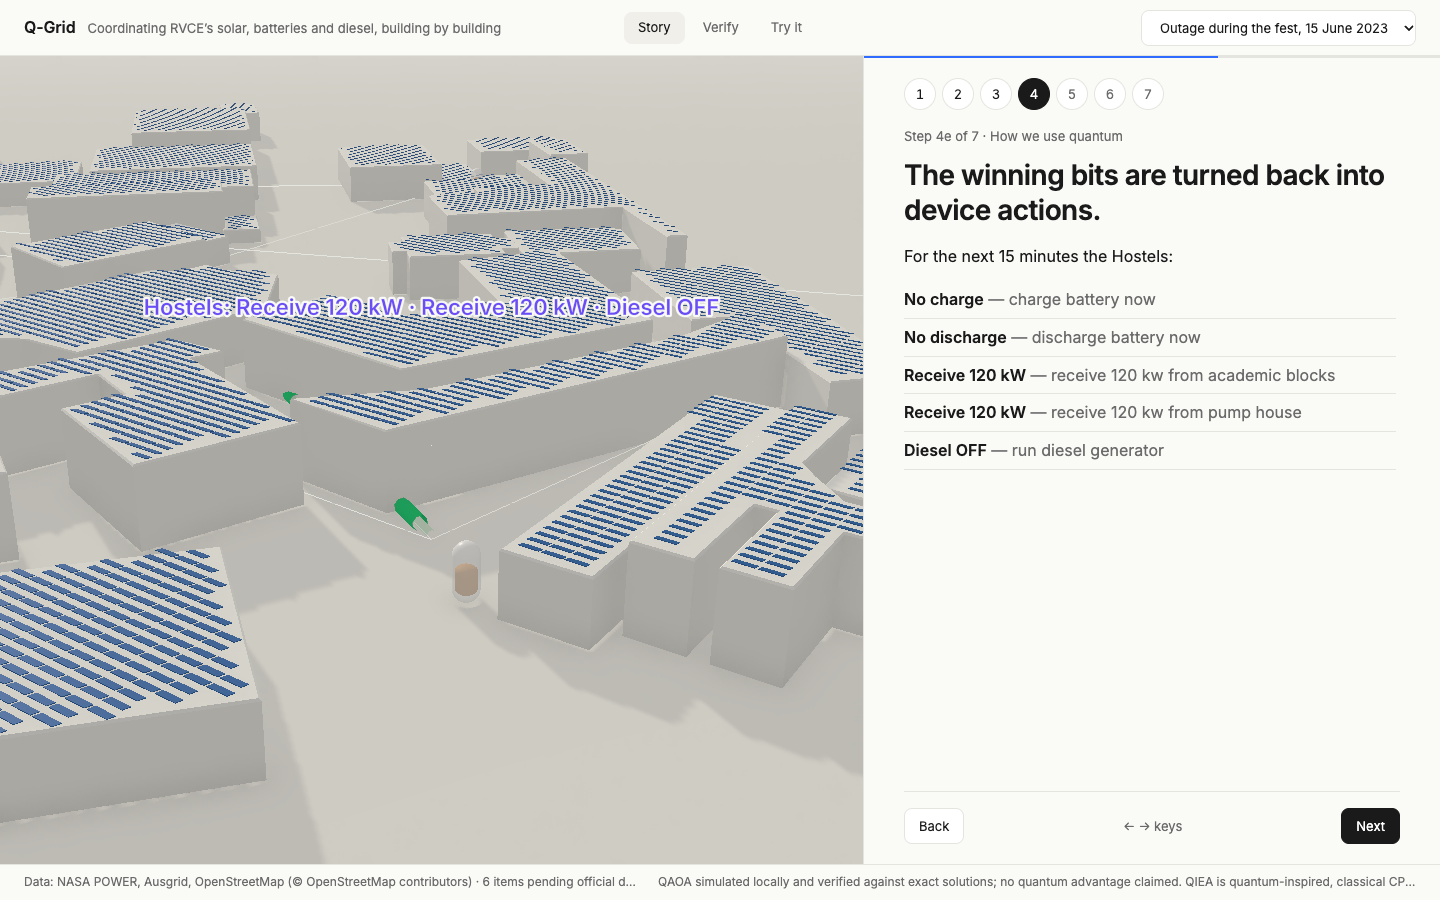 Q-Grid Coordinating RVCE's solar, batteries and diesel, building by building
Story Verify Try it
Outage during the fest, 15 June 2023
1 2 3 4 5 6 7
Step 4e of 7 · How we use quantum
The winning bits are turned back into
device actions.
For the next 15 minutes the Hostels:
No charge — charge battery now
No discharge — discharge battery now
Receive 120 kW — receive 120 kw from academic blocks
Receive 120 kW — receive 120 kw from pump house
Diesel OFF — run diesel generator
Hostels: Receive 120 kW · Receive 120 kW · Diesel OFF
Back ← → keys Next
Data: NASA POWER, Ausgrid, OpenStreetMap (© OpenStreetMap contributors) · 6 items pending official d...
QAOA simulated locally and verified against exact solutions; no quantum advantage claimed. QIEA is quantum-inspired, classical CP...